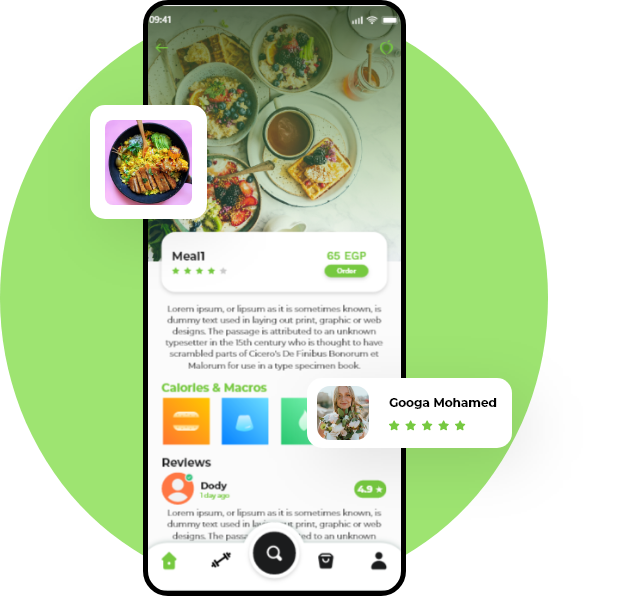 09:41
Meal1
65 EGP
Order
Lorem ipsum, or lipsum as it is sometimes known, is
dummy text used in laying out print, graphic or web
designs. The passage is attributed to an unknown
typesetter in the 15th century who is thought to have
scrambled parts of Cicero's De Finibus Bonorum et
Malorum for use in a type specimen book.
Calories & Macros
Googa Mohamed
Reviews
Dody
1 day ago
4.9
Lorem ipsum, or lipsum as it is sometimes known, is
dummy text used in laying out print, graphic or web
designs. The passage is attributed to an unknown